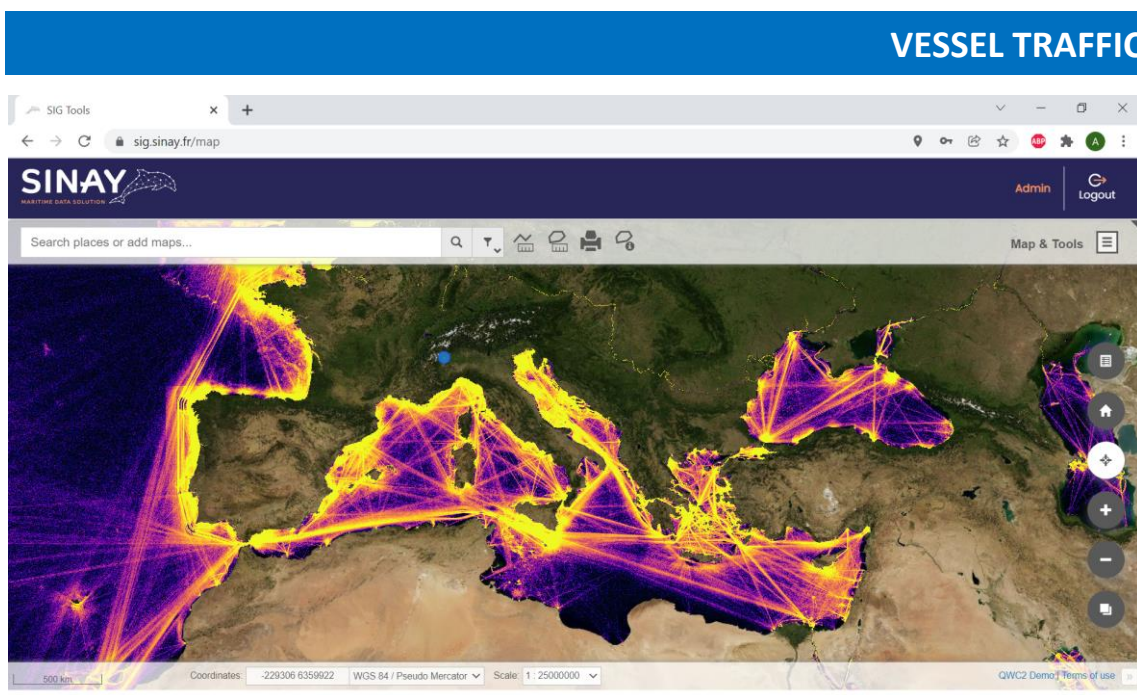 VESSEL TRAFFIC
SIG Tools
sig.sinay.fr/map
ABP
A
SINAY
MARITIME DATA SOLUTION
Admin
Logout
Search places or add maps...
Map & Tools
500 km
Coordinates: -229306 6359922 WGS 84 / Pseudo Mercator Scale: 1 : 25000000
QWC2 Demo | Terms of use